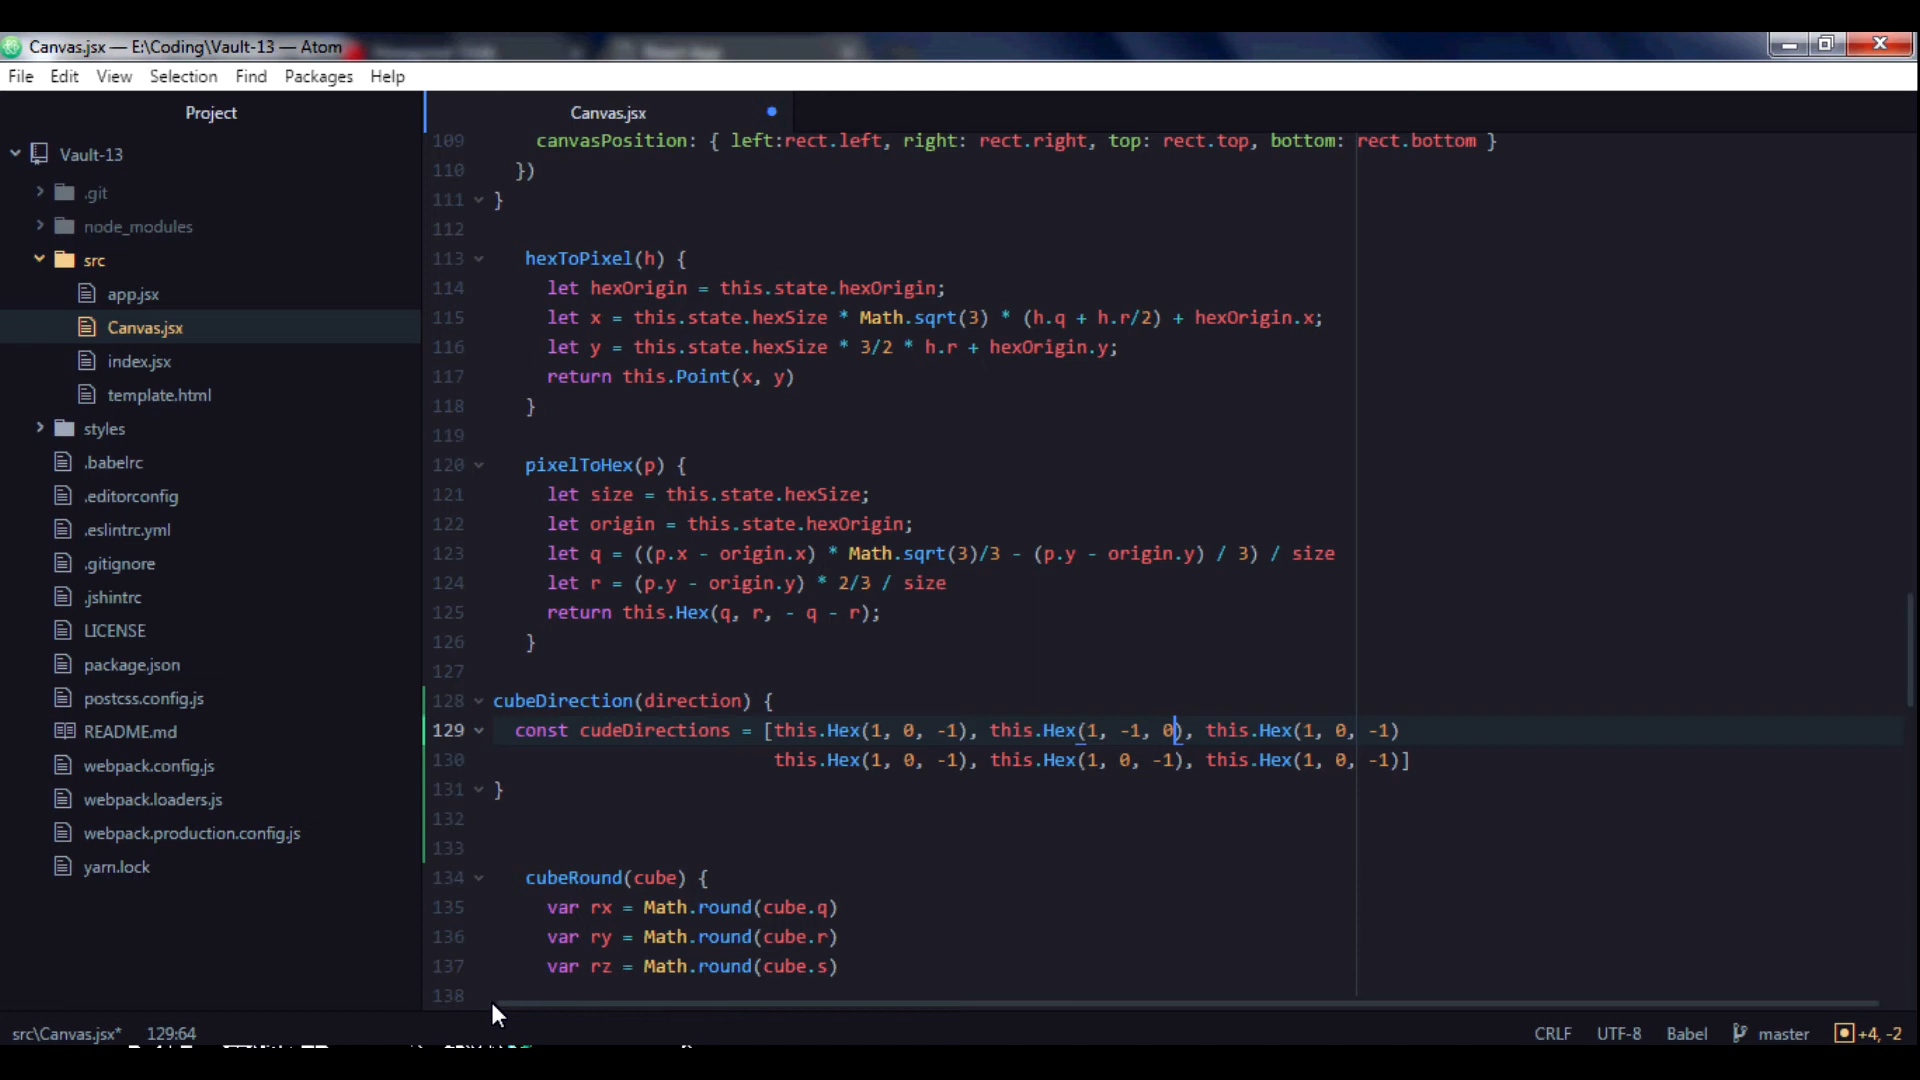 Canvas.jsx — E:\Coding\Vault-13 — Atom
File Edit View Selection Find Packages Help
Project
Vault-13
.git
node_modules
src
app.jsx
Canvas.jsx
index.jsx
template.html
styles
.babelrc
.editorconfig
.eslintrc.yml
.gitignore
.jshintrc
LICENSE
package.json
postcss.config.js
README.md
webpack.config.js
webpack.loaders.js
webpack.production.config.js
yarn.lock
Canvas.jsx
109 canvasPosition: { left:rect.left, right: rect.right, top: rect.top, bottom: rect.bottom }
110 })
111 }
112
113 hexToPixel(h) {
114 let hexOrigin = this.state.hexOrigin;
115 let x = this.state.hexSize * Math.sqrt(3) * (h.q + h.r/2) + hexOrigin.x;
116 let y = this.state.hexSize * 3/2 * h.r + hexOrigin.y;
117 return this.Point(x, y)
118 }
119
120 pixelToHex(p) {
121 let size = this.state.hexSize;
122 let origin = this.state.hexOrigin;
123 let q = ((p.x - origin.x) * Math.sqrt(3)/3 - (p.y - origin.y) / 3) / size
124 let r = (p.y - origin.y) * 2/3 / size
125 return this.Hex(q, r, - q - r);
126 }
127
128 cubeDirection(direction) {
129 const cudeDirections = [this.Hex(1, 0, -1), this.Hex(1, -1, 0), this.Hex(1, 0, -1)
130 this.Hex(1, 0, -1), this.Hex(1, 0, -1), this.Hex(1, 0, -1)]
131 }
132
133
134 cubeRound(cube) {
135 var rx = Math.round(cube.q)
136 var ry = Math.round(cube.r)
137 var rz = Math.round(cube.s)
138
src\Canvas.jsx* 129:64 CRLF UTF-8 Babel master +4, -2